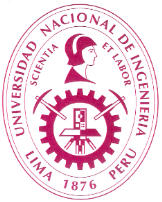 UNIVERSIDAD NACIONAL DE INGENIERIA
SCIENTIA ET LABOR
LIMA 1876 PERU